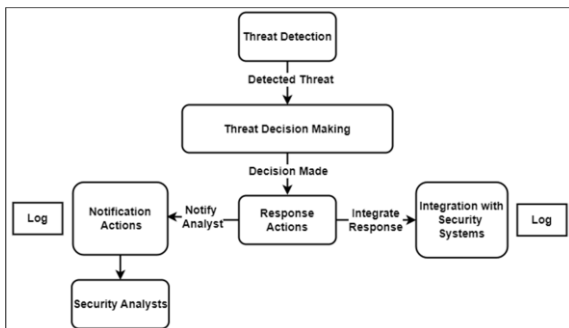 Threat Detection
Detected Threat
Threat Decision Making
Decision Made
Log
Notification
Actions
Notify
Analyst
Response
Actions
Integrate
Response
Integration with
Security
Systems
Log
Security Analysts